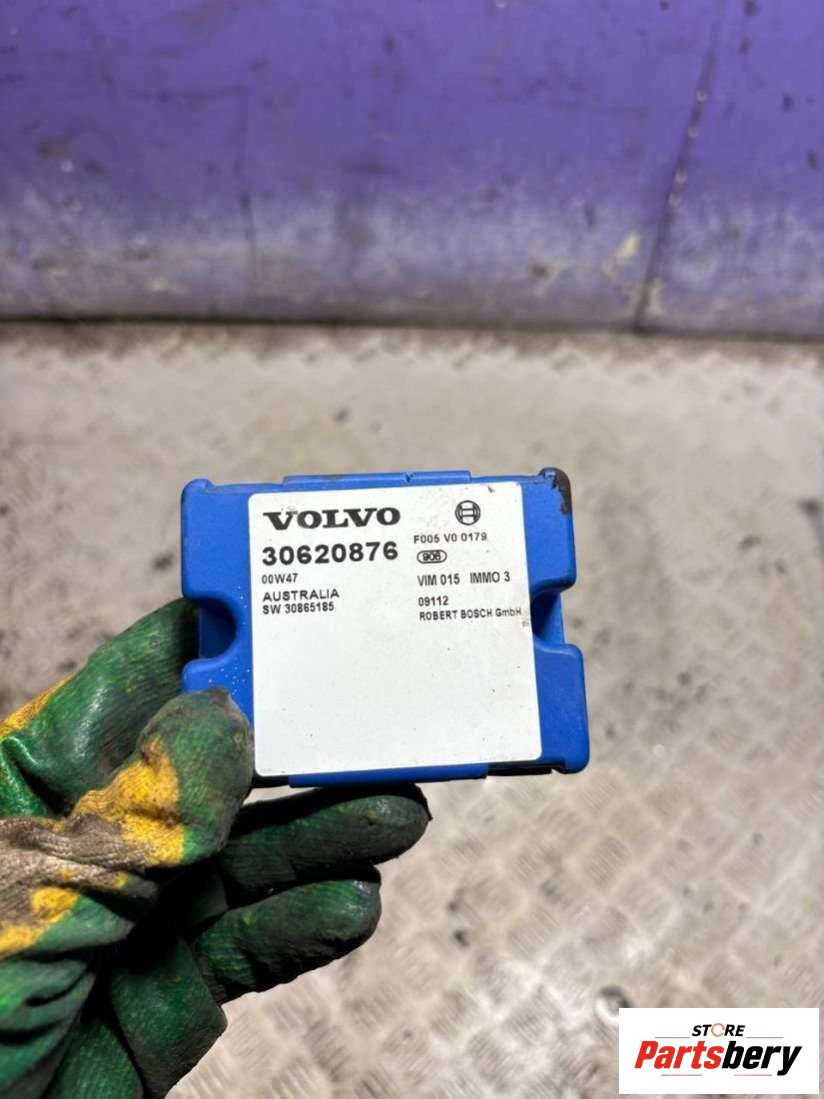 VOLVO
F005 V0 0179
30620876
906
00W47
VIM 015 IMMO 3
AUSTRALIA
09112
SW 30865185
ROBERT BOSCH GmbH
STORE
Partsbery